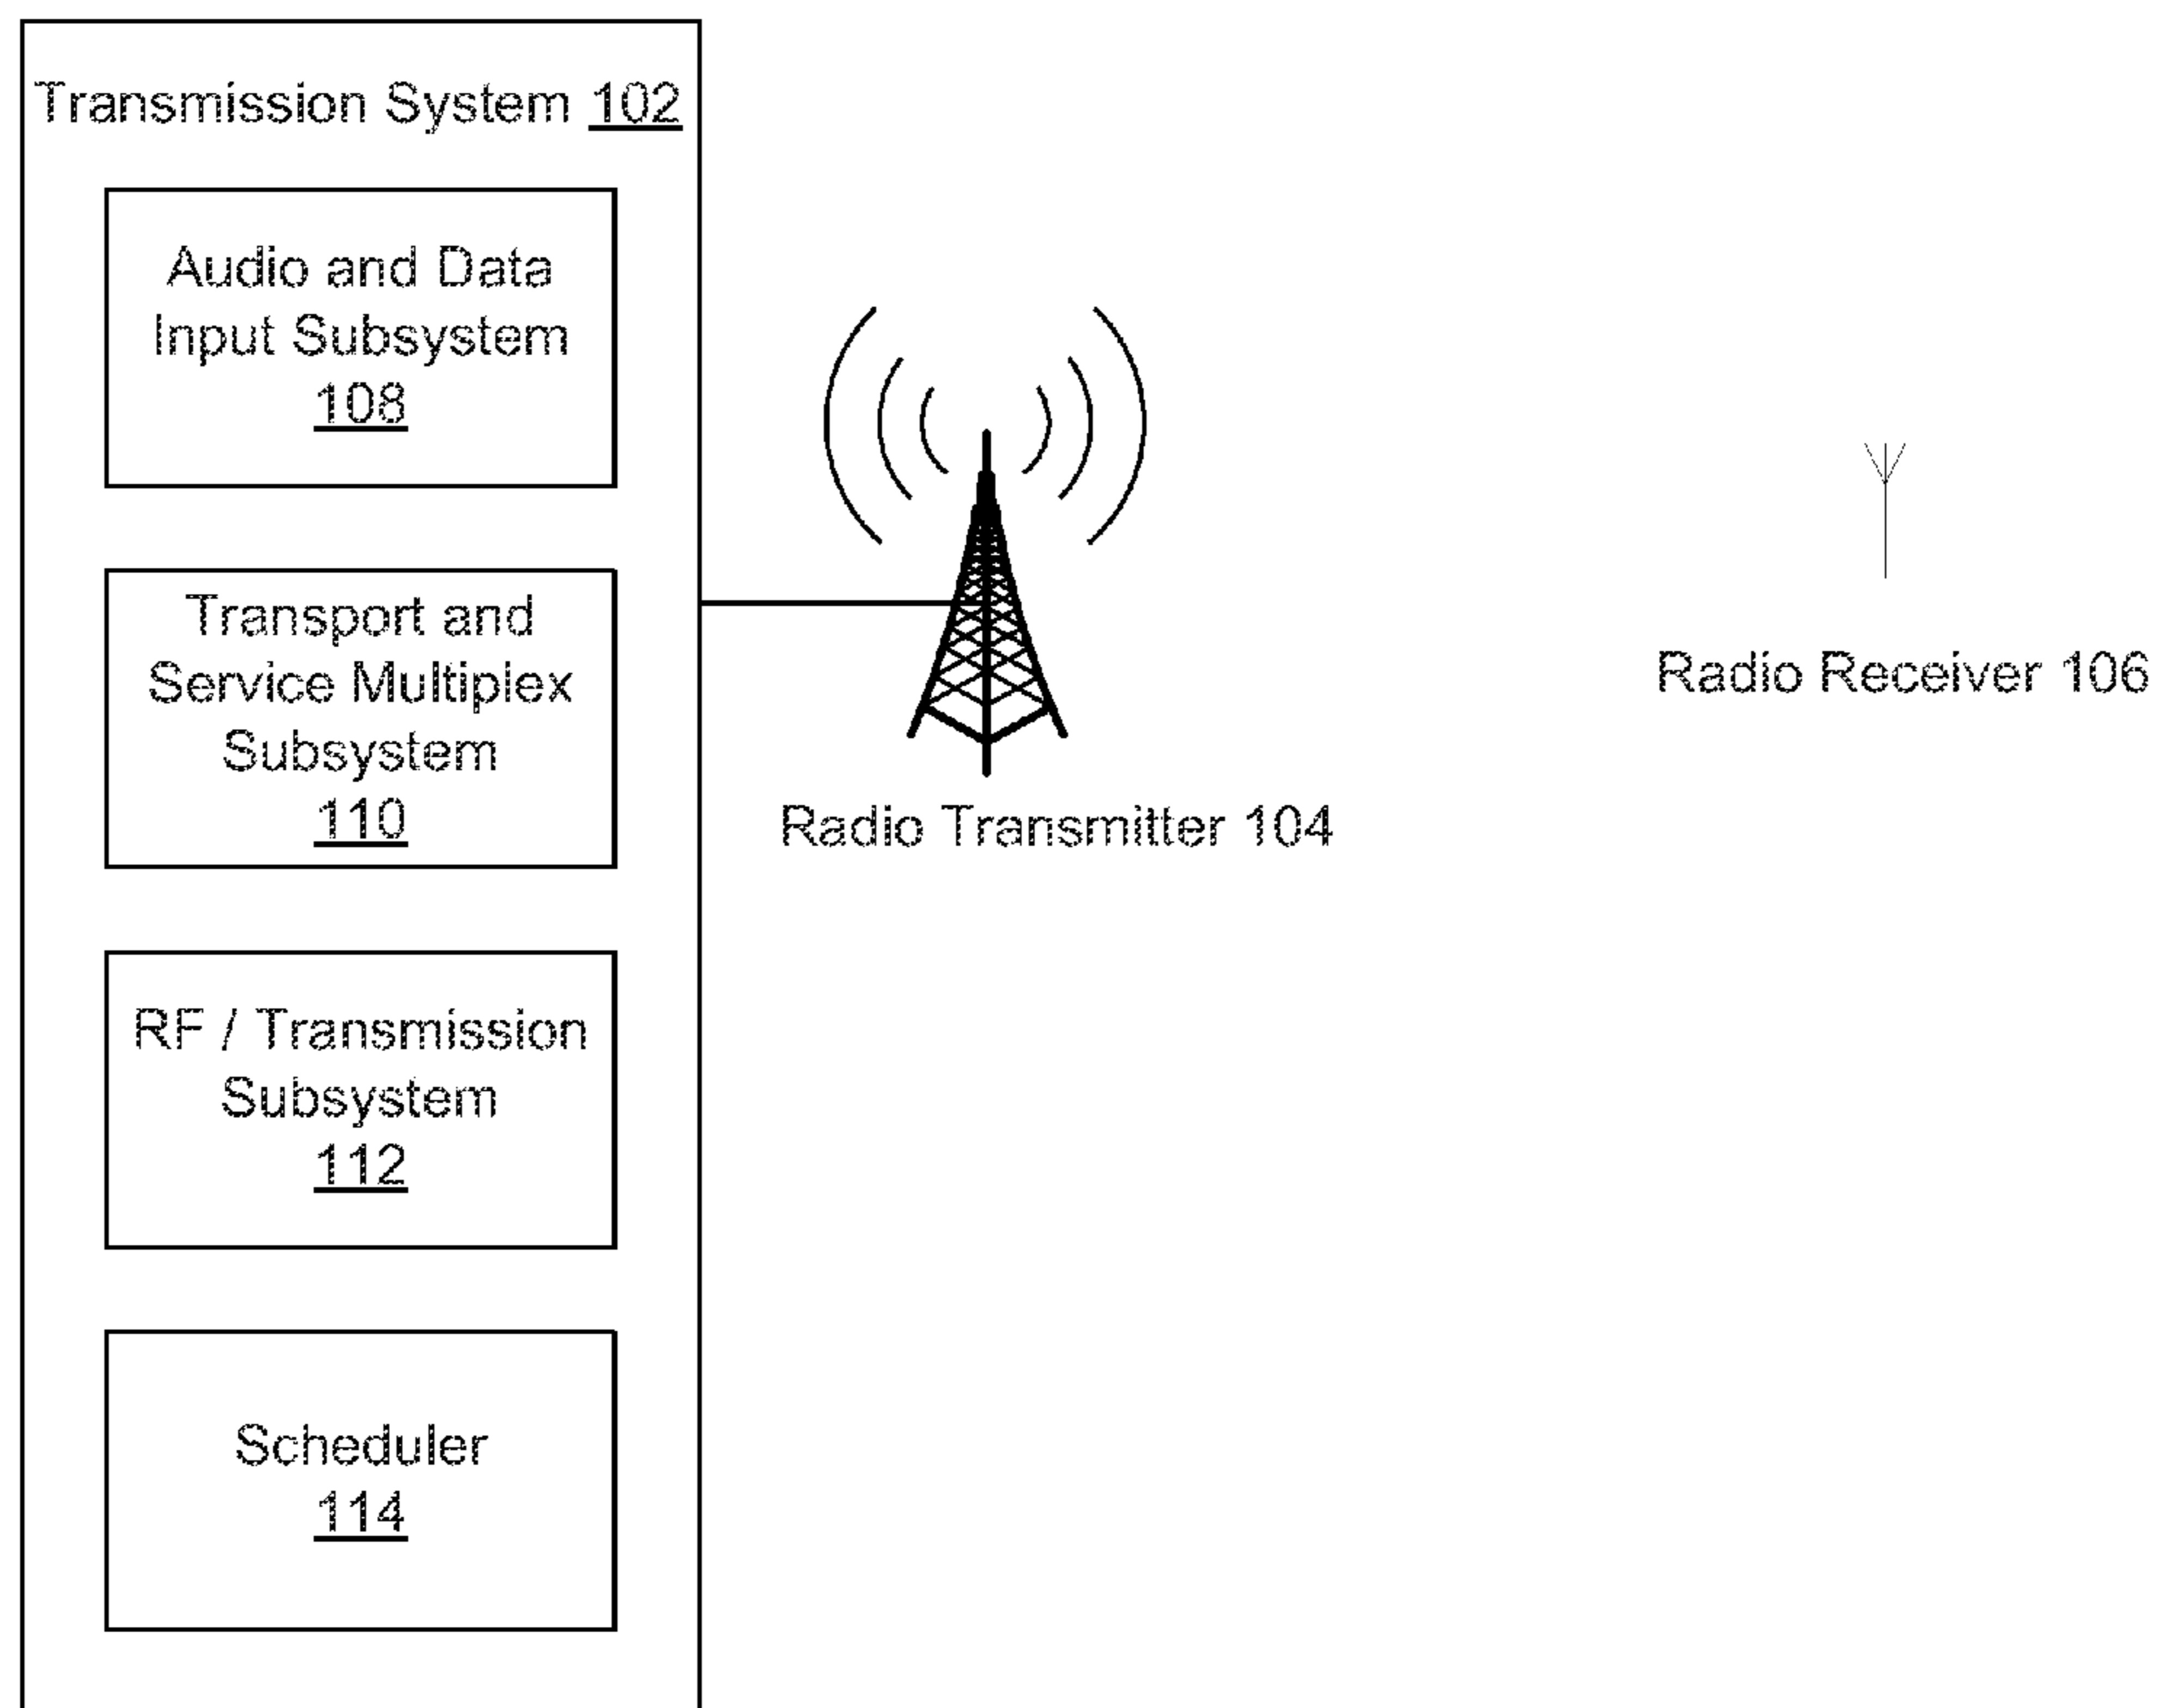 Transmission System 102
Audio and Data
Input Subsystem
108
Transport and
Service Multiplex
Subsystem
110
RF / Transmission
Subsystem
112
Scheduler
114
Radio Transmitter 104
Radio Receiver 106